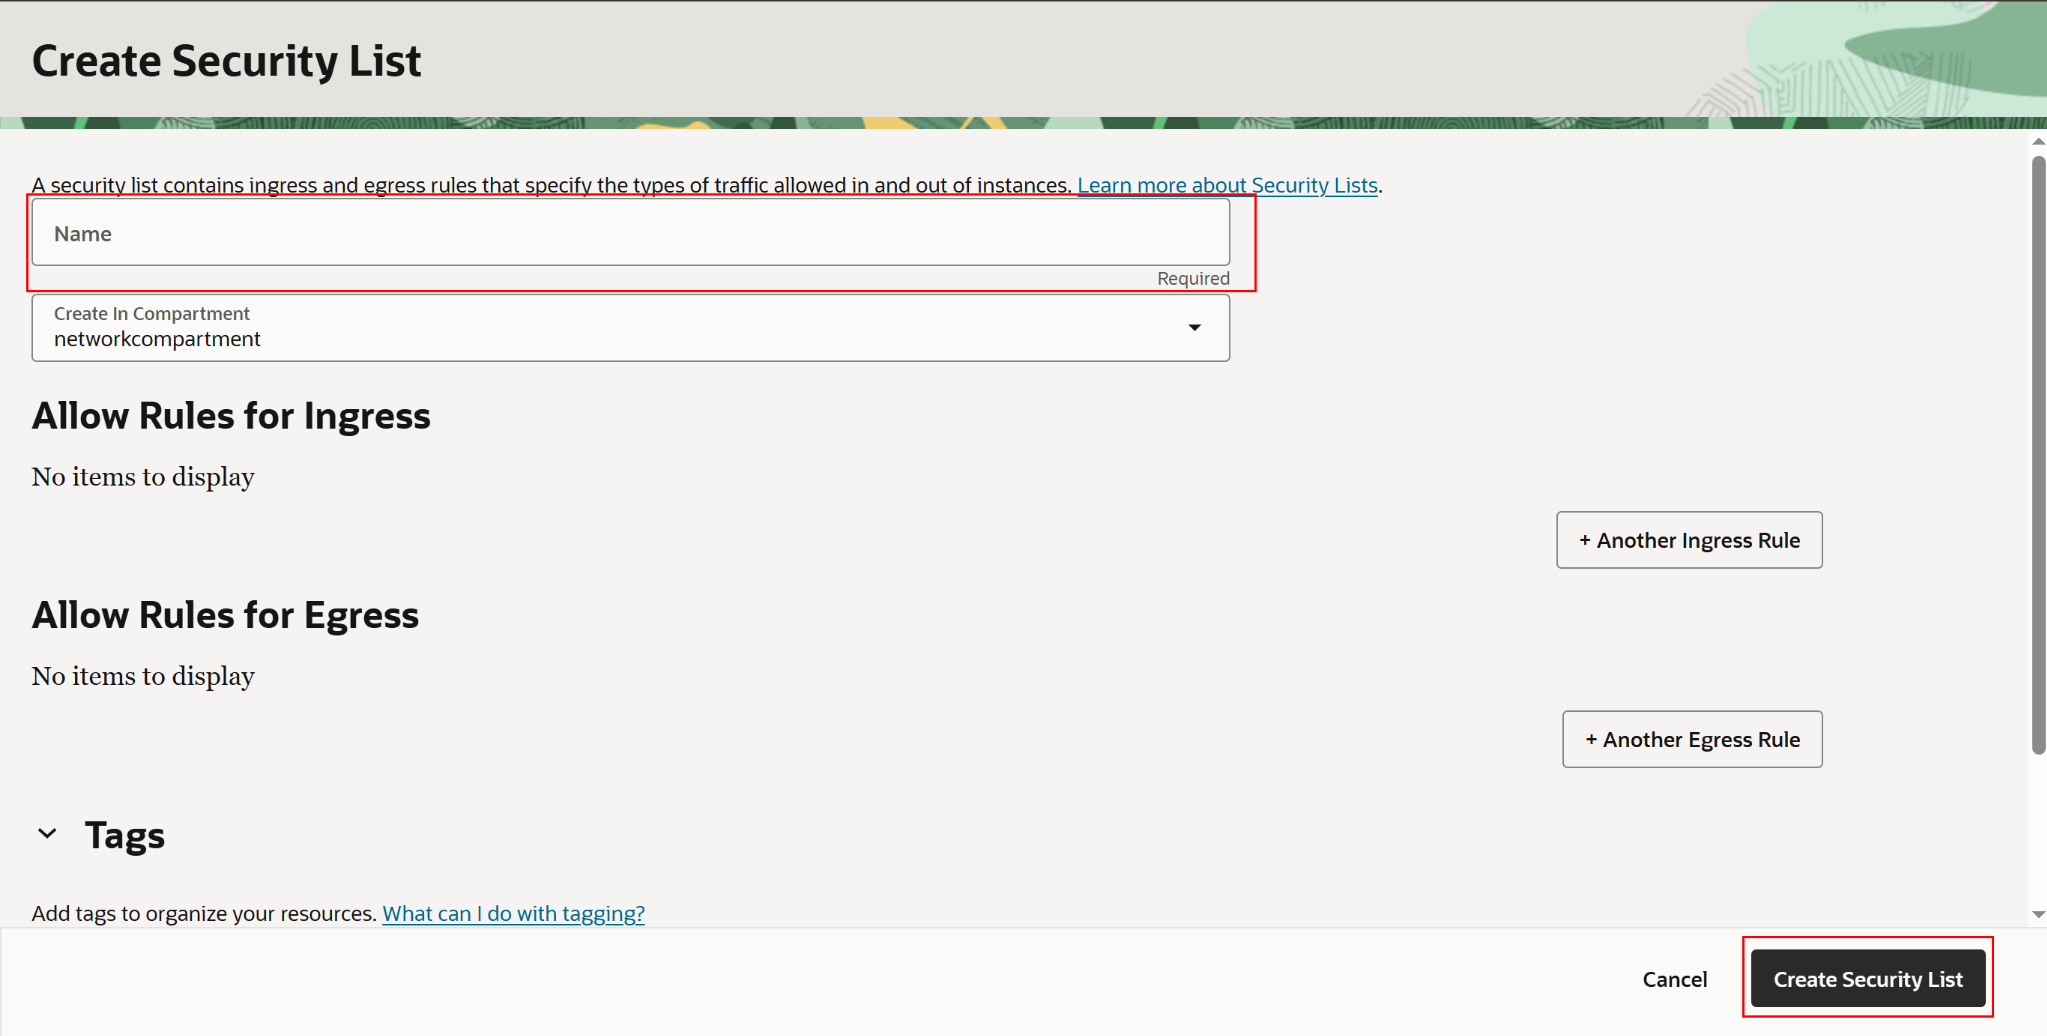 Create Security List
A security list contains ingress and egress rules that specify the types of traffic allowed in and out of instances. Learn more about Security Lists.
Name
Required
Create In Compartment
networkcompartment
Allow Rules for Ingress
No items to display
+ Another Ingress Rule
Allow Rules for Egress
No items to display
+ Another Egress Rule
Tags
Add tags to organize your resources. What can I do with tagging?
Cancel
Create Security List